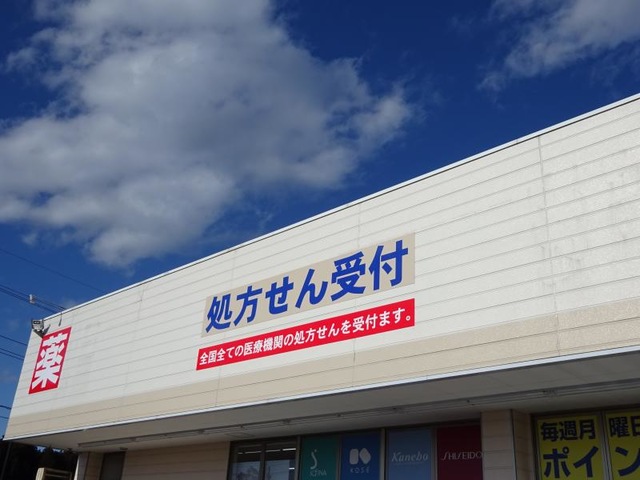 薬
処方せん受付
全国全ての医療機関の処方せんを受付ます。
KOSÉ
Kanebo
SHISEIDO
毎週月
曜日
ポイン